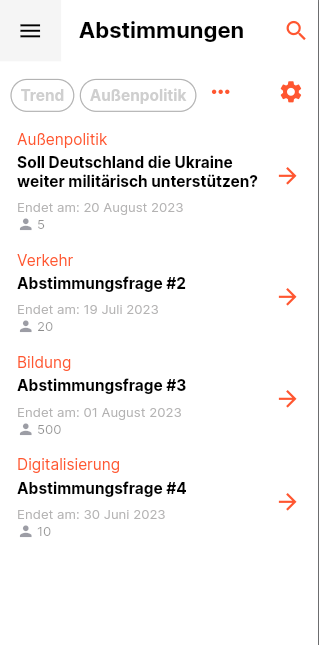 Abstimmungen
Trend
Außenpolitik
Außenpolitik
Soll Deutschland die Ukraine
weiter militärisch unterstützen?
Endet am: 20 August 2023
5
Verkehr
Abstimmungsfrage #2
Endet am: 19 Juli 2023
20
Bildung
Abstimmungsfrage #3
Endet am: 01 August 2023
500
Digitalisierung
Abstimmungsfrage #4
Endet am: 30 Juni 2023
10